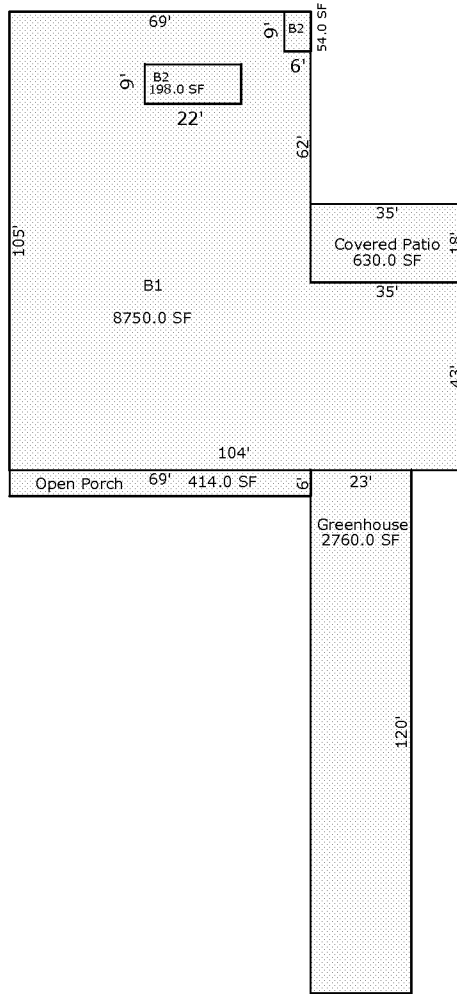 69'
9'
B2
54.0 SF
6'
9'
B2
198.0 SF
22'
62'
105'
35'
Covered Patio
630.0 SF
18'
35'
B1
8750.0 SF
43'
104'
Open Porch
69'
414.0 SF
6'
23'
Greenhouse
2760.0 SF
120'